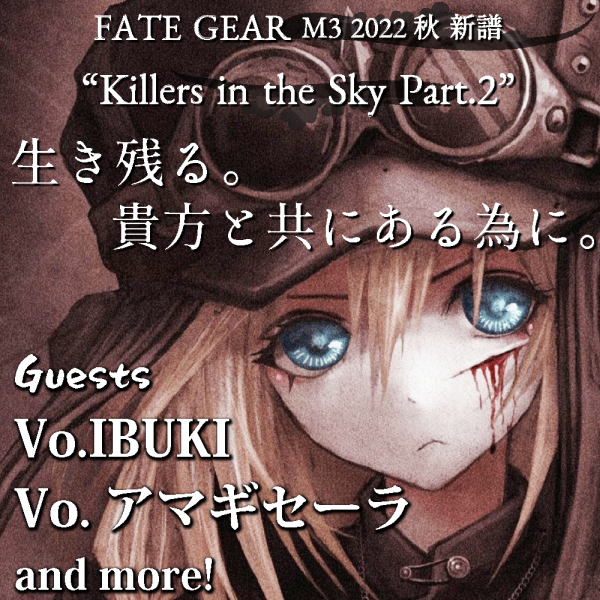 FATE GEAR M3 2022 秋 新譜
“Killers in the Sky Part.2”
生き残る。
貴方と共にある為に。
Guests
Vo.IBUKI
Vo. アマギセーラ
and more!